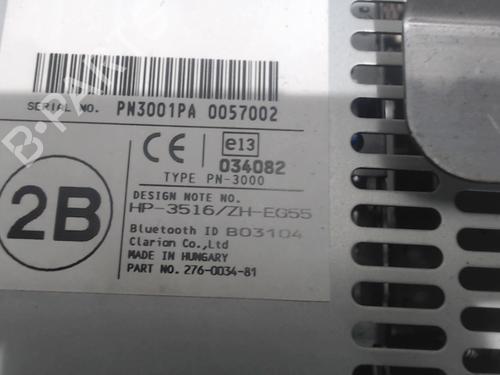 SERIAL NO. PN3001PA 0057002
CE e13
034082
TYPE PN-3000
2B
DESIGN NOTE NO.
HP-3516/ZH-EG55
Bluetooth ID B03104
Clarion Co.,Ltd
MADE IN HUNGARY
PART NO. 276-0034-81
B-PARTS